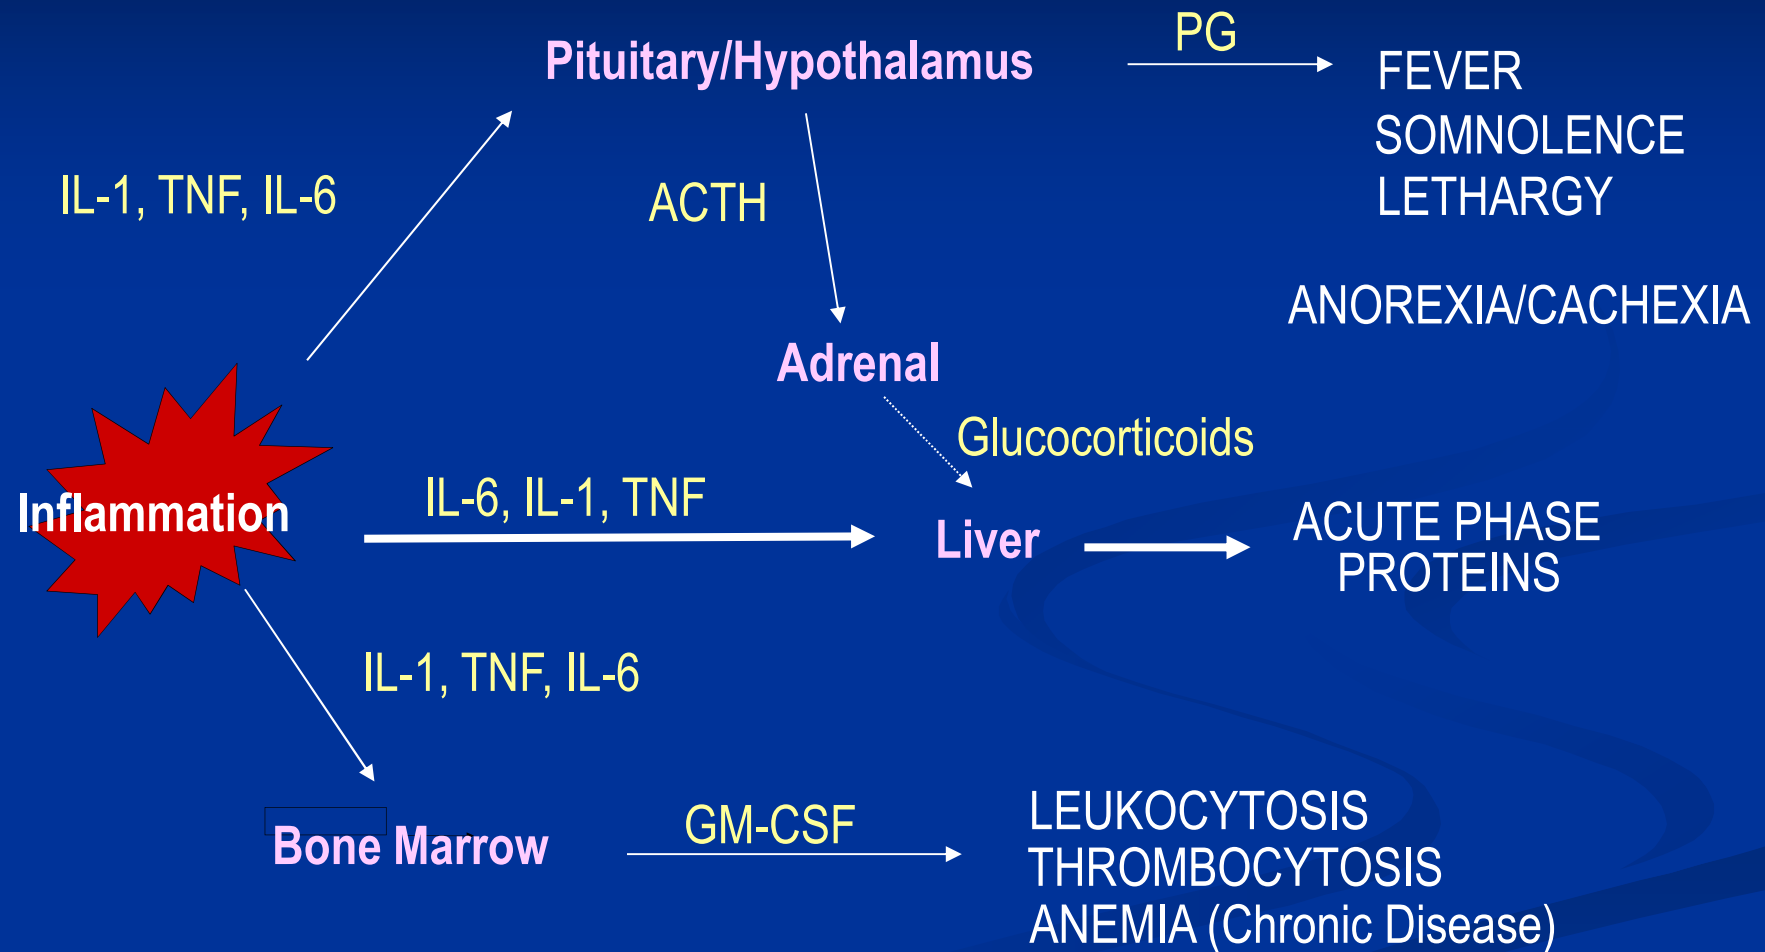 PG
Pituitary/Hypothalamus
FEVER
SOMNOLENCE
LETHARGY
IL-1, TNF, IL-6
ACTH
ANOREXIA/CACHEXIA
Adrenal
Glucocorticoids
Inflammation
IL-6, IL-1, TNF
Liver
ACUTE PHASE
PROTEINS
IL-1, TNF, IL-6
Bone Marrow
GM-CSF
LEUKOCYTOSIS
THROMBOCYTOSIS
ANEMIA (Chronic Disease)